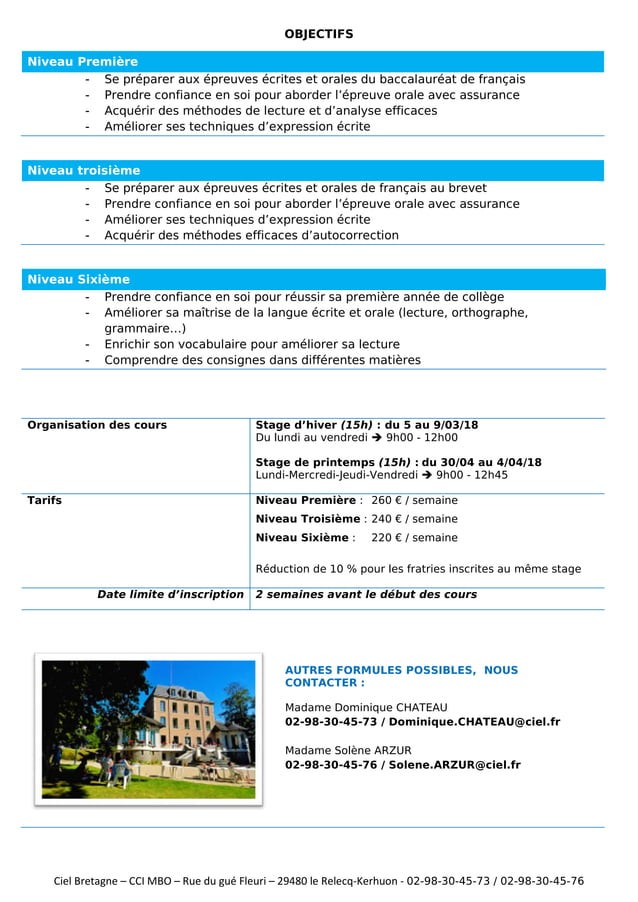 OBJECTIFS
Niveau Première
- Se préparer aux épreuves écrites et orales du baccalauréat de français
- Prendre confiance en soi pour aborder l’épreuve orale avec assurance
- Acquérir des méthodes de lecture et d’analyse efficaces
- Améliorer ses techniques d’expression écrite
Niveau troisième
- Se préparer aux épreuves écrites et orales de français au brevet
- Prendre confiance en soi pour aborder l’épreuve orale avec assurance
- Améliorer ses techniques d’expression écrite
- Acquérir des méthodes efficaces d’autocorrection
Niveau Sixième
- Prendre confiance en soi pour réussir sa première année de collège
- Améliorer sa maîtrise de la langue écrite et orale (lecture, orthographe,
grammaire…)
- Enrichir son vocabulaire pour améliorer sa lecture
- Comprendre des consignes dans différentes matières
Organisation des cours
Stage d’hiver (15h) : du 5 au 9/03/18
Du lundi au vendredi 🡺 9h00 - 12h00
Stage de printemps (15h) : du 30/04 au 4/04/18
Lundi-Mercredi-Jeudi-Vendredi 🡺 9h00 - 12h45
Tarifs
Niveau Première : 260 € / semaine
Niveau Troisième : 240 € / semaine
Niveau Sixième : 220 € / semaine
Réduction de 10 % pour les fratries inscrites au même stage
Date limite d’inscription
2 semaines avant le début des cours
AUTRES FORMULES POSSIBLES, NOUS
CONTACTER :
Madame Dominique CHATEAU
02-98-30-45-73 / Dominique.CHATEAU@ciel.fr
Madame Solène ARZUR
02-98-30-45-76 / Solene.ARZUR@ciel.fr
Ciel Bretagne – CCI MBO – Rue du gué Fleuri – 29480 le Relecq-Kerhuon - 02-98-30-45-73 / 02-98-30-45-76